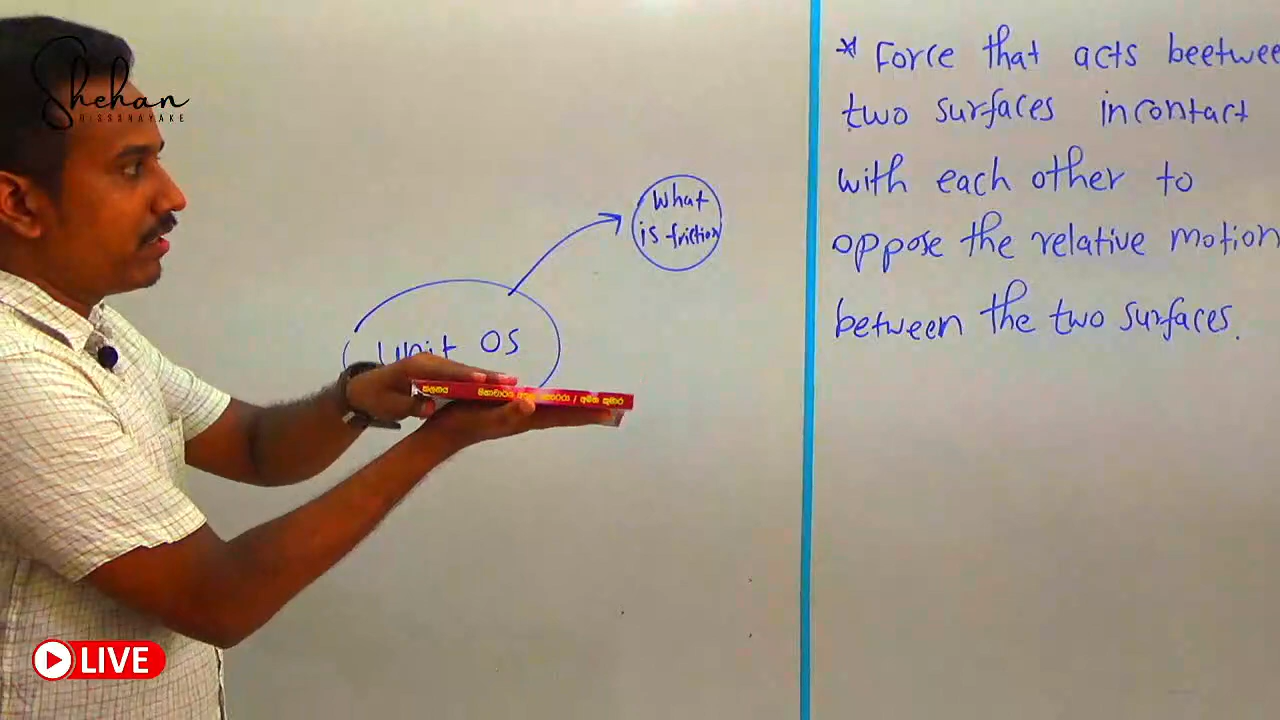 Shehan
DISSANAYAKE
* Force that acts beetwee
two surfaces incontact
with each other to
oppose the relative motion
between the two surfaces.
What
is friction
Unit 05
කලනය
LIVE